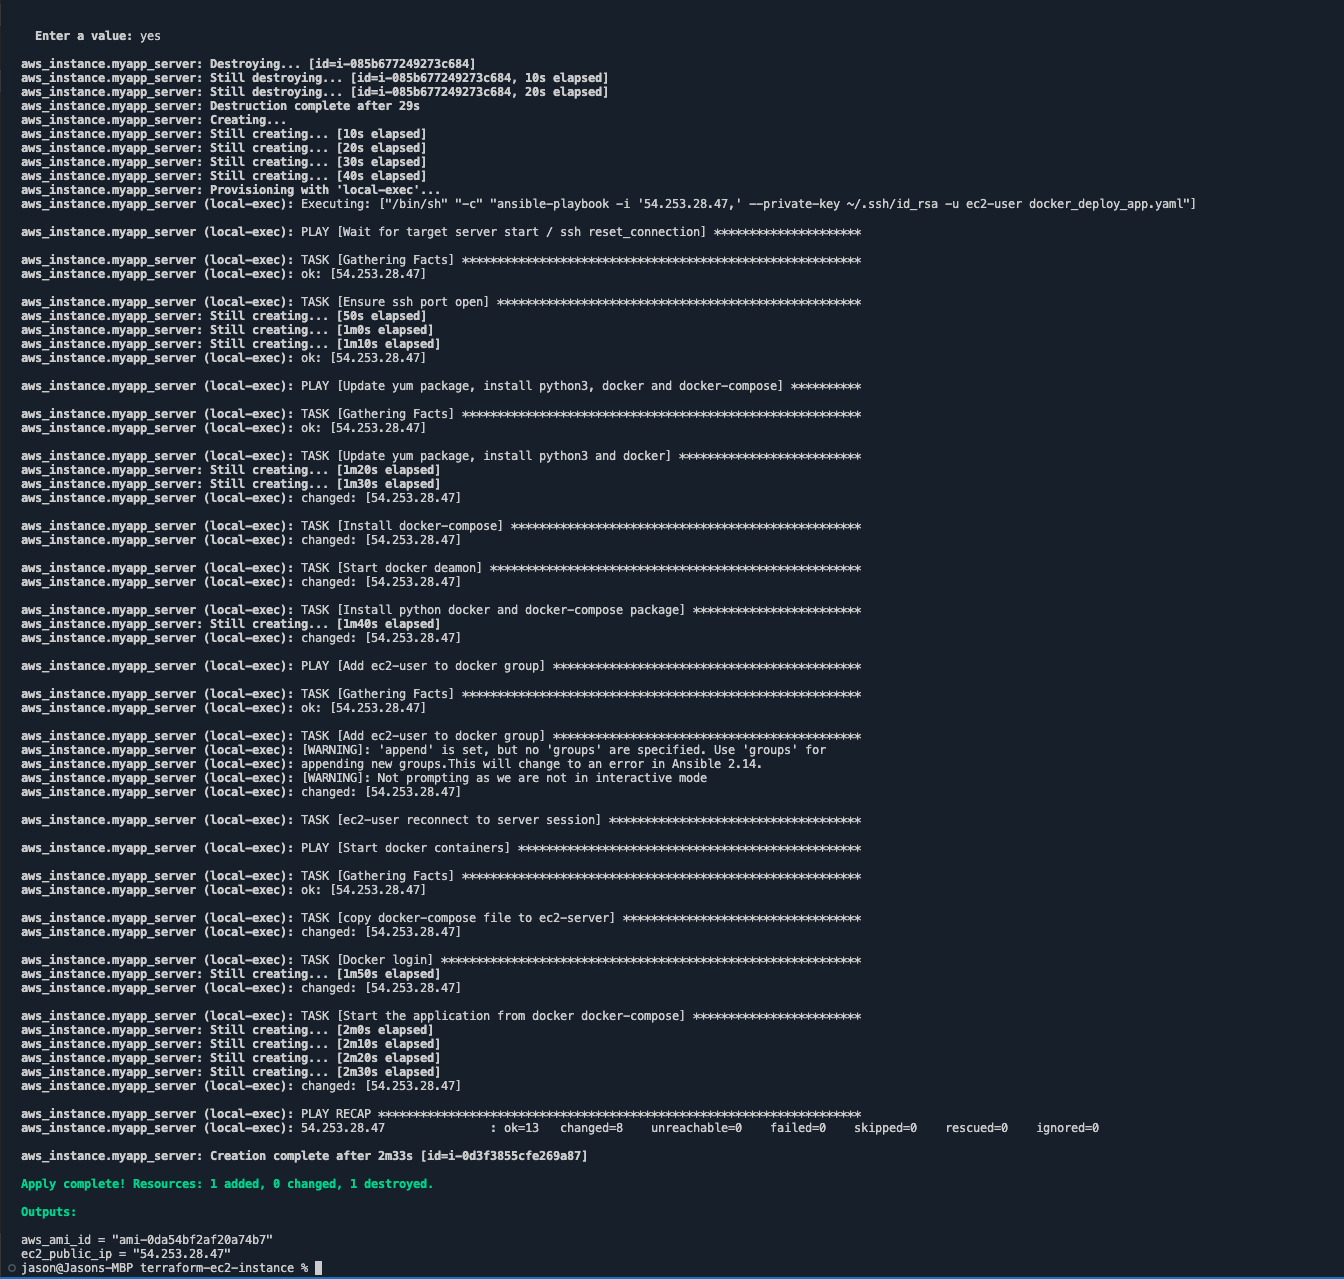 Enter a value: yes
aws_instance.myapp_server: Destroying... [id=i-085b677249273c684]
aws_instance.myapp_server: Still destroying... [id=i-085b677249273c684, 10s elapsed]
aws_instance.myapp_server: Still destroying... [id=i-085b677249273c684, 20s elapsed]
aws_instance.myapp_server: Destruction complete after 29s
aws_instance.myapp_server: Creating...
aws_instance.myapp_server: Still creating... [10s elapsed]
aws_instance.myapp_server: Still creating... [20s elapsed]
aws_instance.myapp_server: Still creating... [30s elapsed]
aws_instance.myapp_server: Still creating... [40s elapsed]
aws_instance.myapp_server: Provisioning with 'local-exec'...
aws_instance.myapp_server (local-exec): Executing: ["/bin/sh" "-c" "ansible-playbook -i '54.253.28.47,' --private-key ~/.ssh/id_rsa -u ec2-user docker_deploy_app.yaml"]
aws_instance.myapp_server (local-exec): PLAY [Wait for target server start / ssh reset_connection] *********************
aws_instance.myapp_server (local-exec): TASK [Gathering Facts] *********************************************************
aws_instance.myapp_server (local-exec): ok: [54.253.28.47]
aws_instance.myapp_server (local-exec): TASK [Ensure ssh port open] ****************************************************
aws_instance.myapp_server: Still creating... [50s elapsed]
aws_instance.myapp_server: Still creating... [1m0s elapsed]
aws_instance.myapp_server: Still creating... [1m10s elapsed]
aws_instance.myapp_server (local-exec): ok: [54.253.28.47]
aws_instance.myapp_server (local-exec): PLAY [Update yum package, install python3, docker and docker-compose] **********
aws_instance.myapp_server (local-exec): TASK [Gathering Facts] *********************************************************
aws_instance.myapp_server (local-exec): ok: [54.253.28.47]
aws_instance.myapp_server (local-exec): TASK [Update yum package, install python3 and docker] **************************
aws_instance.myapp_server: Still creating... [1m20s elapsed]
aws_instance.myapp_server: Still creating... [1m30s elapsed]
aws_instance.myapp_server (local-exec): changed: [54.253.28.47]
aws_instance.myapp_server (local-exec): TASK [Install docker-compose] **************************************************
aws_instance.myapp_server (local-exec): changed: [54.253.28.47]
aws_instance.myapp_server (local-exec): TASK [Start docker deamon] *****************************************************
aws_instance.myapp_server (local-exec): changed: [54.253.28.47]
aws_instance.myapp_server (local-exec): TASK [Install python docker and docker-compose package] ************************
aws_instance.myapp_server: Still creating... [1m40s elapsed]
aws_instance.myapp_server (local-exec): changed: [54.253.28.47]
aws_instance.myapp_server (local-exec): PLAY [Add ec2-user to docker group] ********************************************
aws_instance.myapp_server (local-exec): TASK [Gathering Facts] *********************************************************
aws_instance.myapp_server (local-exec): ok: [54.253.28.47]
aws_instance.myapp_server (local-exec): TASK [Add ec2-user to docker group] ********************************************
aws_instance.myapp_server (local-exec): [WARNING]: 'append' is set, but no 'groups' are specified. Use 'groups' for
aws_instance.myapp_server (local-exec): appending new groups.This will change to an error in Ansible 2.14.
aws_instance.myapp_server (local-exec): [WARNING]: Not prompting as we are not in interactive mode
aws_instance.myapp_server (local-exec): changed: [54.253.28.47]
aws_instance.myapp_server (local-exec): TASK [ec2-user reconnect to server session] ************************************
aws_instance.myapp_server (local-exec): PLAY [Start docker containers] *************************************************
aws_instance.myapp_server (local-exec): TASK [Gathering Facts] *********************************************************
aws_instance.myapp_server (local-exec): ok: [54.253.28.47]
aws_instance.myapp_server (local-exec): TASK [copy docker-compose file to ec2-server] **********************************
aws_instance.myapp_server (local-exec): changed: [54.253.28.47]
aws_instance.myapp_server (local-exec): TASK [Docker login] ************************************************************
aws_instance.myapp_server: Still creating... [1m50s elapsed]
aws_instance.myapp_server (local-exec): changed: [54.253.28.47]
aws_instance.myapp_server (local-exec): TASK [Start the application from docker docker-compose] ************************
aws_instance.myapp_server: Still creating... [2m0s elapsed]
aws_instance.myapp_server: Still creating... [2m10s elapsed]
aws_instance.myapp_server: Still creating... [2m20s elapsed]
aws_instance.myapp_server: Still creating... [2m30s elapsed]
aws_instance.myapp_server (local-exec): changed: [54.253.28.47]
aws_instance.myapp_server (local-exec): PLAY RECAP *********************************************************************
aws_instance.myapp_server (local-exec): 54.253.28.47               : ok=13   changed=8    unreachable=0    failed=0    skipped=0    rescued=0    ignored=0
aws_instance.myapp_server: Creation complete after 2m33s [id=i-0d3f3855cfe269a87]
Apply complete! Resources: 1 added, 0 changed, 1 destroyed.
Outputs:
aws_ami_id = "ami-0da54bf2af20a74b7"
ec2_public_ip = "54.253.28.47"
jason@Jasons-MBP terraform-ec2-instance %